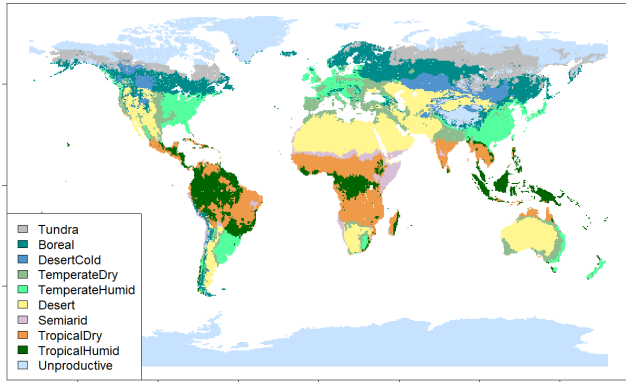 Tundra
Boreal
DesertCold
TemperateDry
TemperateHumid
Desert
Semiarid
TropicalDry
TropicalHumid
Unproductive